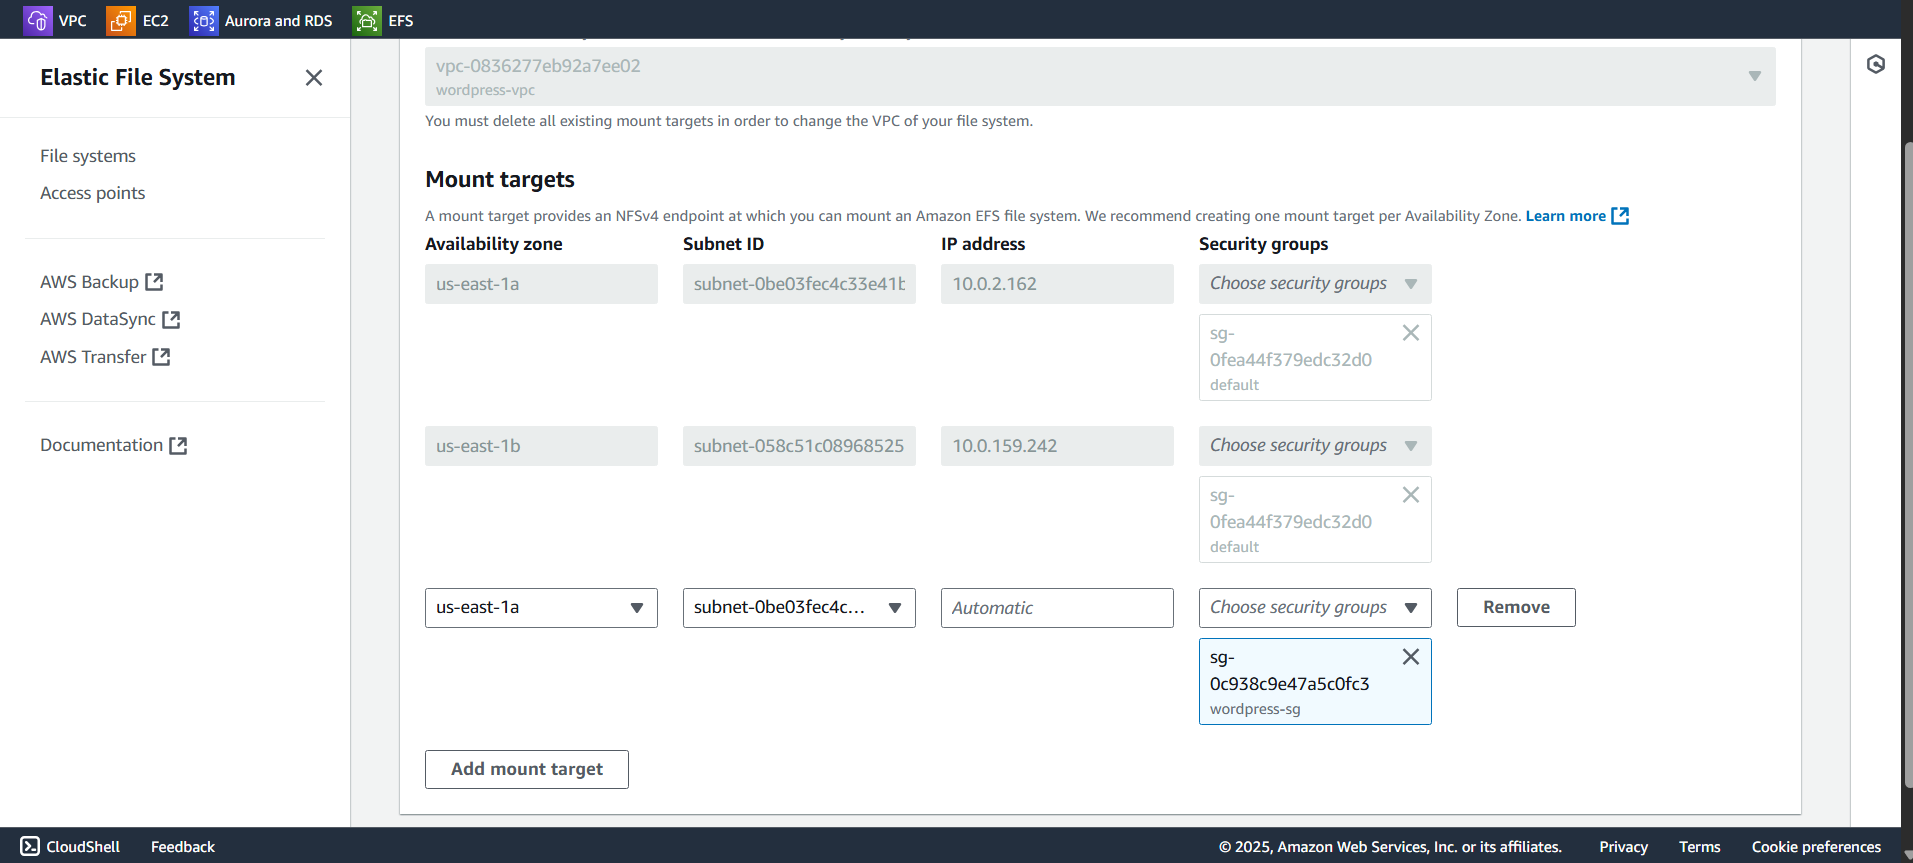 VPC EC2 Aurora and RDS EFS
Elastic File System
File systems
Access points
AWS Backup
AWS DataSync
AWS Transfer
Documentation
vpc-0836277eb92a7ee02
wordpress-vpc
You must delete all existing mount targets in order to change the VPC of your file system.
Mount targets
A mount target provides an NFSv4 endpoint at which you can mount an Amazon EFS file system. We recommend creating one mount target per Availability Zone. Learn more
Availability zone Subnet ID IP address Security groups
us-east-1a subnet-0be03fec4c33e41b 10.0.2.162 Choose security groups
sg-
0fea44f379edc32d0
default
us-east-1b subnet-058c51c08968525 10.0.159.242 Choose security groups
sg-
0fea44f379edc32d0
default
us-east-1a subnet-0be03fec4c... Automatic Choose security groups Remove
sg-
0c938c9e47a5c0fc3
wordpress-sg
Add mount target
CloudShell Feedback © 2025, Amazon Web Services, Inc. or its affiliates. Privacy Terms Cookie preferences